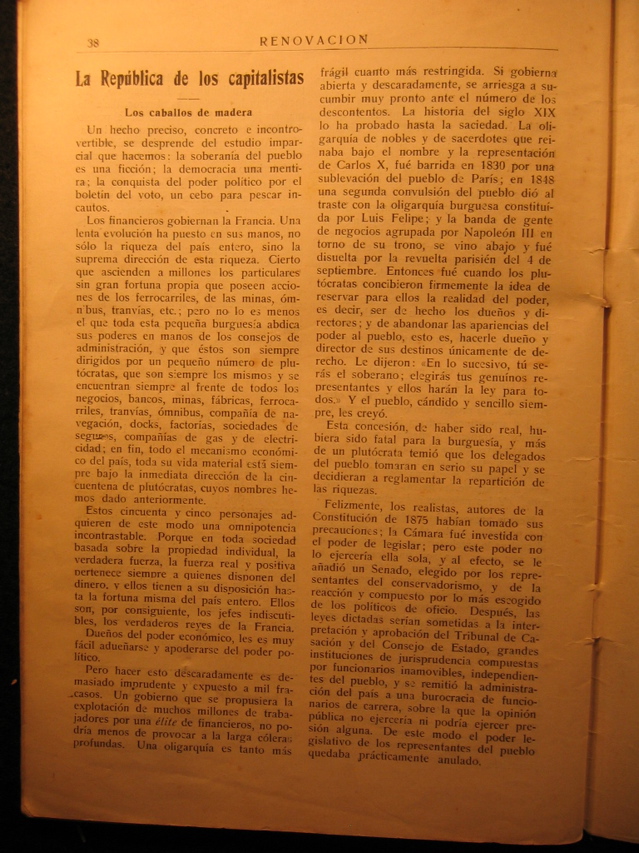 38
RENOVACION
La República de los capitalistas
Los caballos de madera
Un hecho preciso, concreto e incontro-
vertible, se desprende del estudio impar-
cial que hacemos: la soberanía del pueblo
es una ficción; la democracia una menti-
ra; la conquista del poder político por el
boletin del voto, un cebo para pescar in-
cautos.
Los financieros gobiernan la Francia. Una
lenta evolución ha puesto en sus manos, no
sólo la riqueza del país entero, sino la
suprema dirección de esta riqueza. Cierto
que ascienden a millones los particulares
sin gran fortuna propia que poseen accio-
nes de los ferrocarriles, de las minas, óm-
nibus, tranvías, etc.; pero no lo es menos
el que toda esta pequeña burguesía abdica
sus poderes en manos de los consejos de
administración, y que éstos son siempre
dirigidos por un pequeño número de plu-
tócratas, que son siempre los mismos y se
encuentran siempre al frente de todos los
negocios, bancos, minas, fábricas, ferroca-
rriles, tranvías, ómnibus, compañía de na-
vegación, docks, factorías, sociedades de
seguros, compañías de gas y de electri-
cidad; en fin, todo el mecanismo económi-
co del país, toda su vida material está siem-
pre bajo la inmediata dirección de la cin-
cuentena de plutócratas, cuyos nombres he-
mos dado anteriormente.
Estos cincuenta y cinco personajes ad-
quieren de este modo una omnipotencia
incontrastable. Porque en toda sociedad
basada sobre la propiedad individual, la
verdadera fuerza, la fuerza real y positiva
pertenece siempre a quienes disponen del
dinero, y ellos tienen a su disposición has-
ta la fortuna misma del país entero. Ellos
son, por consiguiente, los jefes indiscuti-
bles, los verdaderos reyes de la Francia.
Dueños del poder económico, les es muy
fácil adueñarse y apoderarse del poder po-
lítico.
Pero hacer esto descaradamente es de-
masiado imprudente y expuesto a mil fra-
casos. Un gobierno que se propusiera la
explotación de muchos millones de traba-
jadores por una élite de financieros, no po-
dría menos de provocar a la larga cóleras
profundas. Una oligarquía es tanto más
frágil cuanto más restringida. Si gobierna
abierta y descaradamente, se arriesga a su-
cumbir muy pronto ante el número de los
descontentos. La historia del siglo XIX
lo ha probado hasta la saciedad. La oli-
garquía de nobles y de sacerdotes que rei-
naba bajo el nombre y la representación
de Carlos X, fué barrida en 1830 por una
sublevación del pueblo de París; en 1848
una segunda convulsión del pueblo dió al
traste con la oligarquía burguesa constituí-
da por Luis Felipe; y la banda de gente
de negocios agrupada por Napoleón III en
torno de su trono, se vino abajo y fué
disuelta por la revuelta parisién del 4 de
septiembre. Entonces fué cuando los plu-
tócratas concibieron firmemente la idea de
reservar para ellos la realidad del poder,
es decir, ser de hecho los dueños y di-
rectores; y de abandonar las apariencias del
poder al pueblo, esto es, hacerle dueño y
director de sus destinos únicamente de de-
recho. Le dijeron: «En lo sucesivo, tú se-
rás el soberano; elegirás tus genuínos re-
presentantes y ellos harán la ley para to-
dos.» Y el pueblo, cándido y sencillo siem-
pre, les creyó.
Esta concesión, de haber sido real, hu-
biera sido fatal para la burguesía, y más
de un plutócrata temió que los delegados
del pueblo tomaran en serio su papel y se
decidieran a reglamentar la repartición de
las riquezas.
Felizmente, los realistas, autores de la
Constitución de 1875 habían tomado sus
precauciones; la Cámara fué investida con
el poder de legislar; pero este poder no
lo ejercería ella sola, y al efecto, se le
añadió un Senado, elegido por los repre-
sentantes del conservadorismo, y de la
reacción y compuesto por lo más escogido
de los políticos de oficio. Después, las
leyes dictadas serían sometidas a la inter-
pretación y aprobación del Tribunal de Ca-
sación y del Consejo de Estado, grandes
instituciones de jurisprudencia compuestas
por funcionarios inamovibles, independien-
tes del pueblo, y se remitió la administra-
ción del país a una burocracia de funcio-
narios de carrera, sobre la que la opinión
pública no ejercería ni podría ejercer pre-
sión alguna. De este modo el poder le-
gislativo de los representantes del pueblo
quedaba prácticamente anulado.